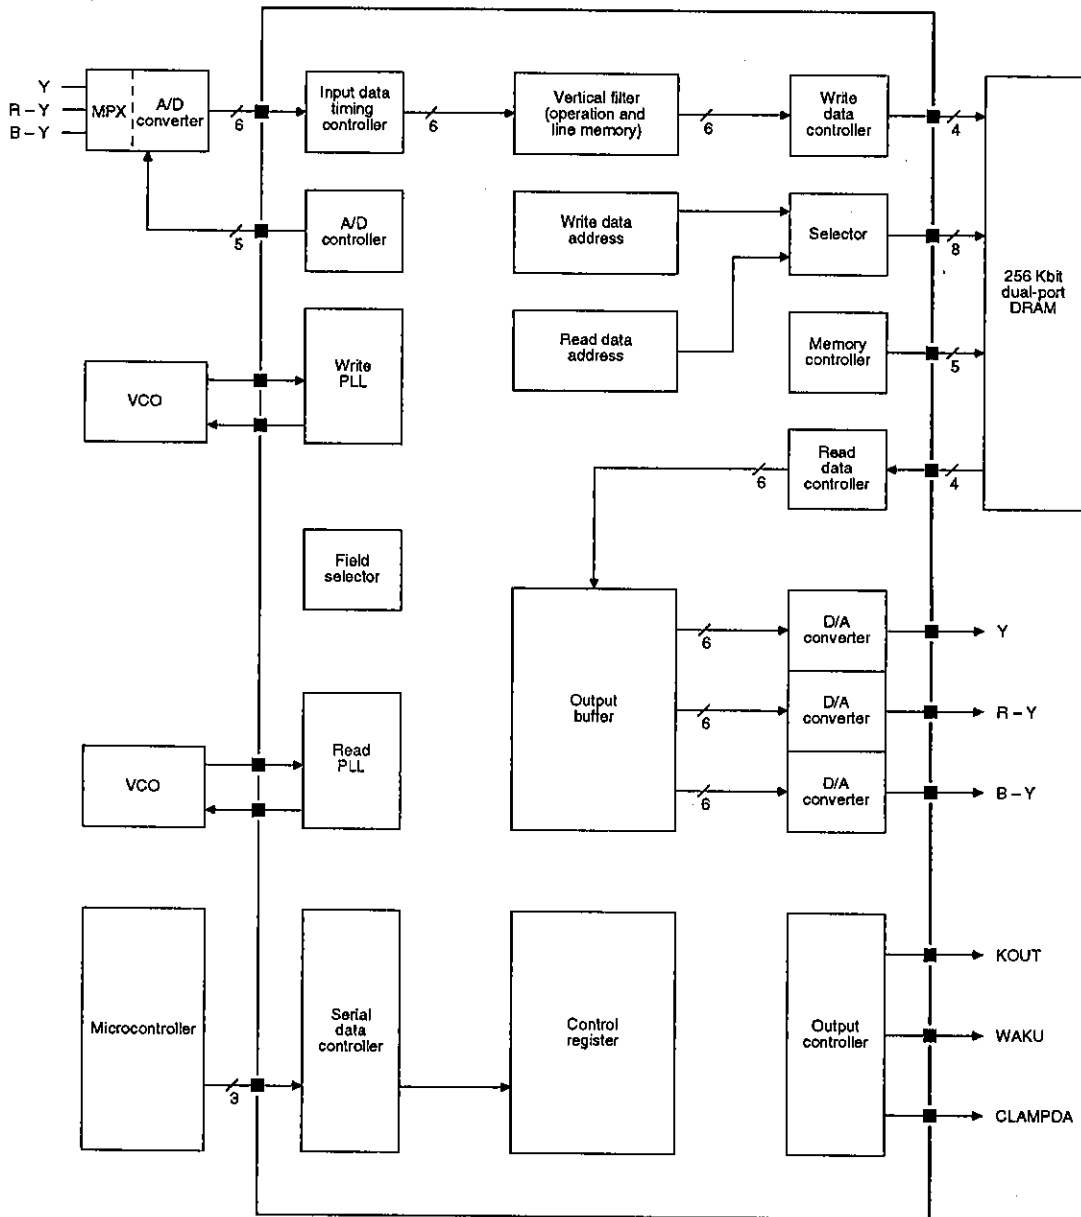 Y
R – Y
B – Y
MPX
A/D
converter
6
Input data
timing
controller
6
Vertical filter
(operation and
line memory)
6
Write
data
controller
4
A/D
controller
5
Write data
address
Selector
8
256 Kbit
dual-port
DRAM
Read data
address
Memory
controller
5
VCO
Write
PLL
Read
data
controller
6
4
Field
selector
Output
buffer
6
D/A
converter
Y
6
D/A
converter
R – Y
6
D/A
converter
B – Y
VCO
Read
PLL
Microcontroller
3
Serial
data
controller
Control
register
Output
controller
KOUT
WAKU
CLAMPDA